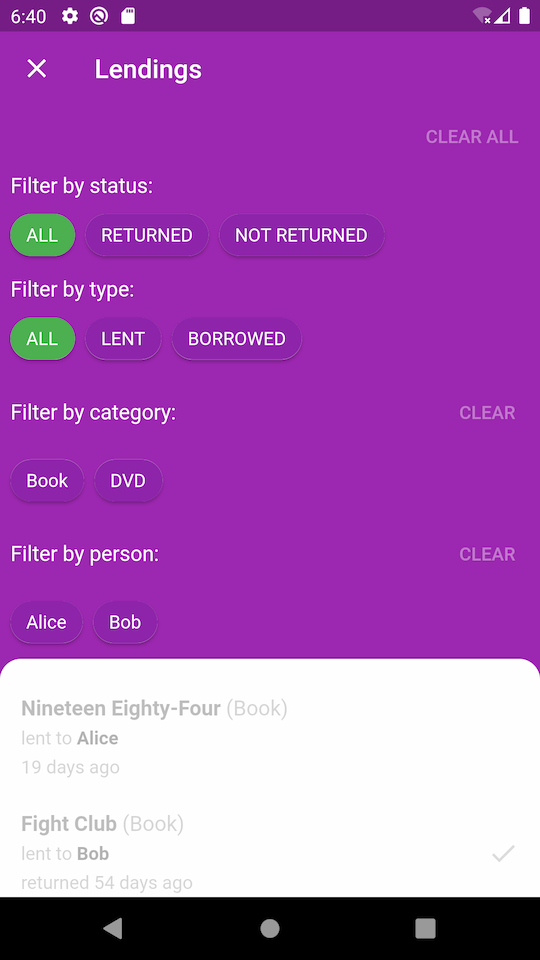 6:40
Lendings
CLEAR ALL
Filter by status:
ALL RETURNED NOT RETURNED
Filter by type:
ALL LENT BORROWED
Filter by category: CLEAR
Book DVD
Filter by person: CLEAR
Alice Bob
Nineteen Eighty-Four (Book)
lent to Alice
19 days ago
Fight Club (Book)
lent to Bob
returned 54 days ago